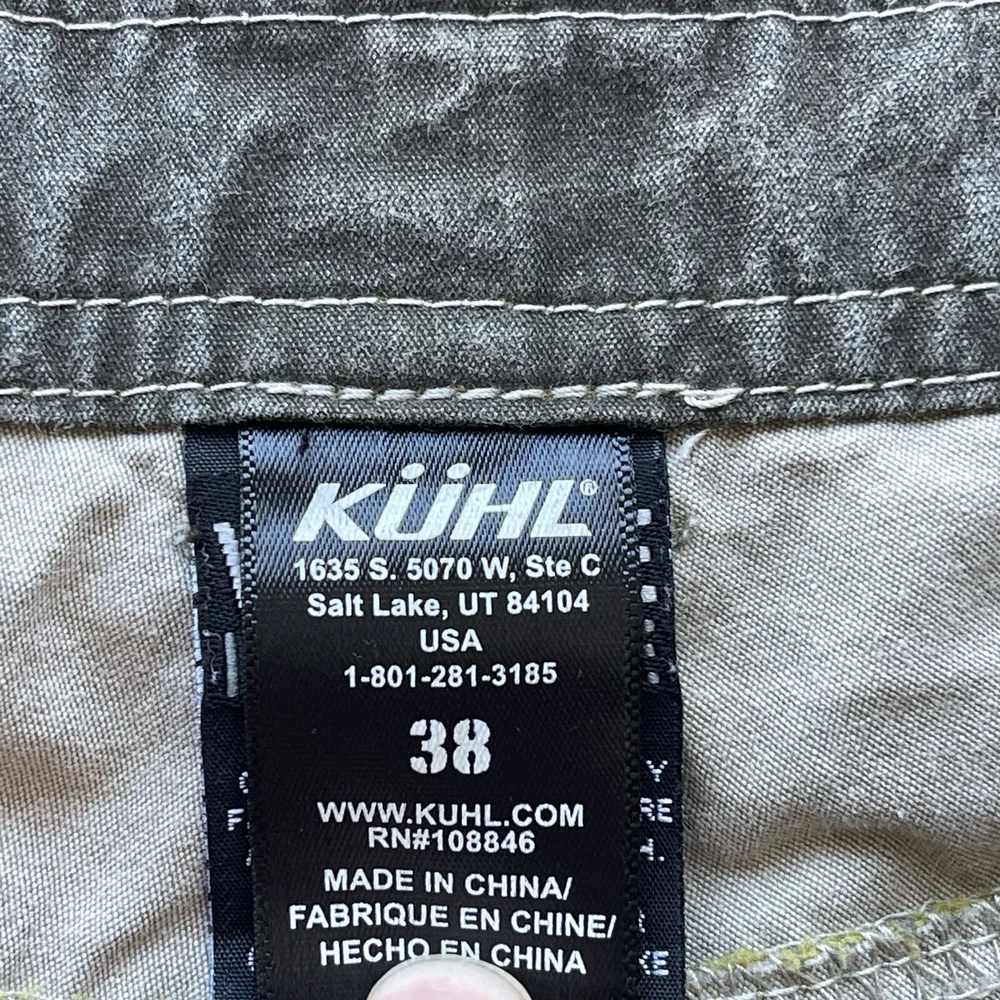 KÜHL®
1635 S. 5070 W, Ste C
Salt Lake, UT 84104
USA
1-801-281-3185
38
WWW.KUHL.COM
RN#108846
MADE IN CHINA/
FABRIQUE EN CHINE/
HECHO EN CHINA